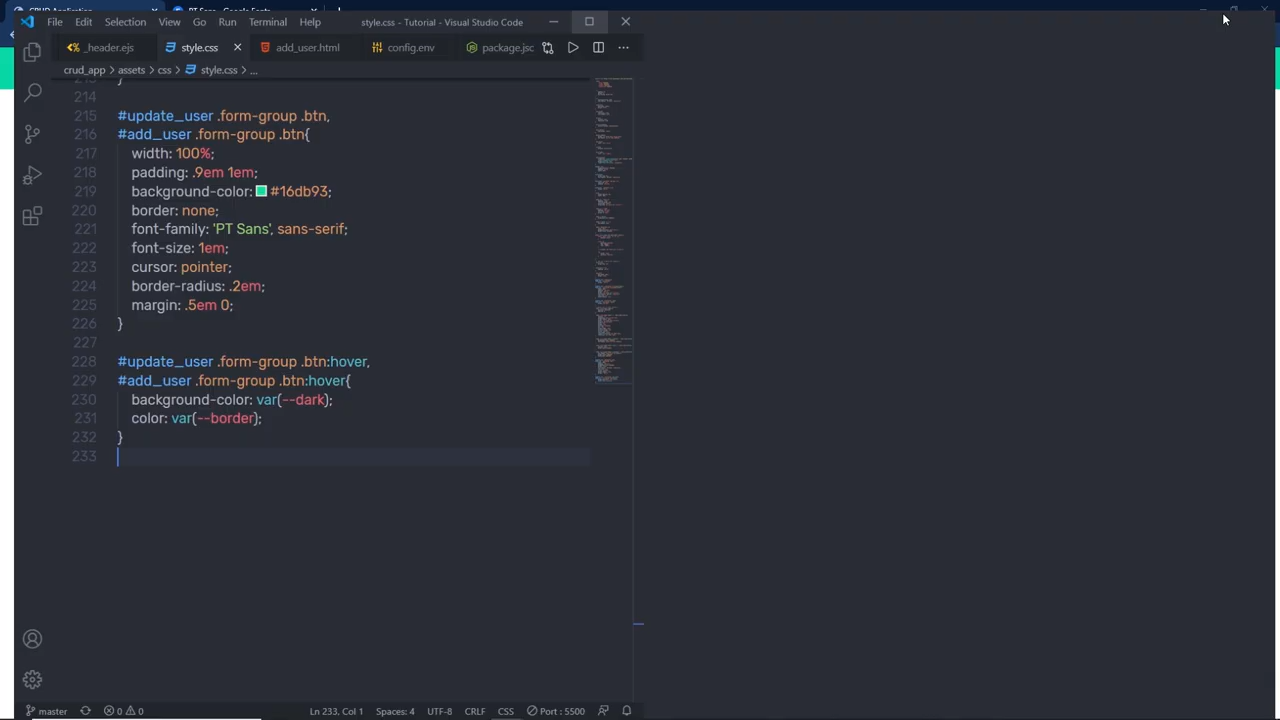 File Edit Selection View Go Run Terminal Help style.css - Tutorial - Visual Studio Code
_header.ejs style.css add_user.html config.env package.jsc
crud_app > assets > css > style.css > ...
214
215 #update_user .form-group .btn,
216 #add_user .form-group .btn{
217 width: 100%;
218 padding: .9em 1em;
219 background-color: #16db93;
220 border: none;
221 font-family: 'PT Sans', sans-serif;
222 font-size: 1em;
223 cursor: pointer;
224 border-radius: .2em;
225 margin: .5em 0;
226 }
227
228 #update_user .form-group .btn:hover,
229 #add_user .form-group .btn:hover{
230 background-color: var(--dark);
231 color: var(--border);
232 }
233
master 0 0 Ln 233, Col 1 Spaces: 4 UTF-8 CRLF CSS Port : 5500